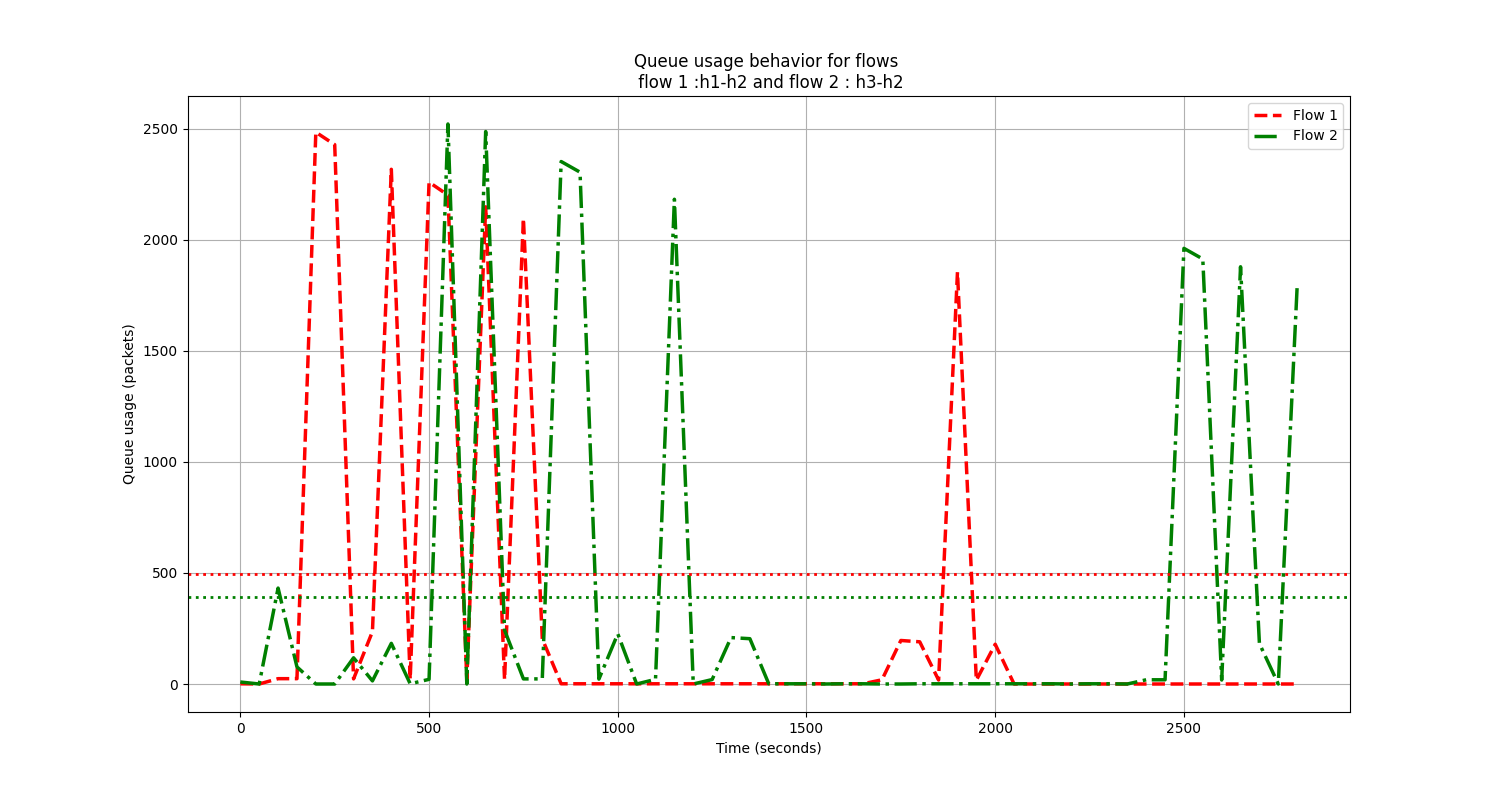 Queue usage behavior for flows
flow 1 :h1-h2 and flow 2 : h3-h2
Flow 1
Flow 2
2500
2000
1500
1000
500
0
Queue usage (packets)
0 500 1000 1500 2000 2500
Time (seconds)